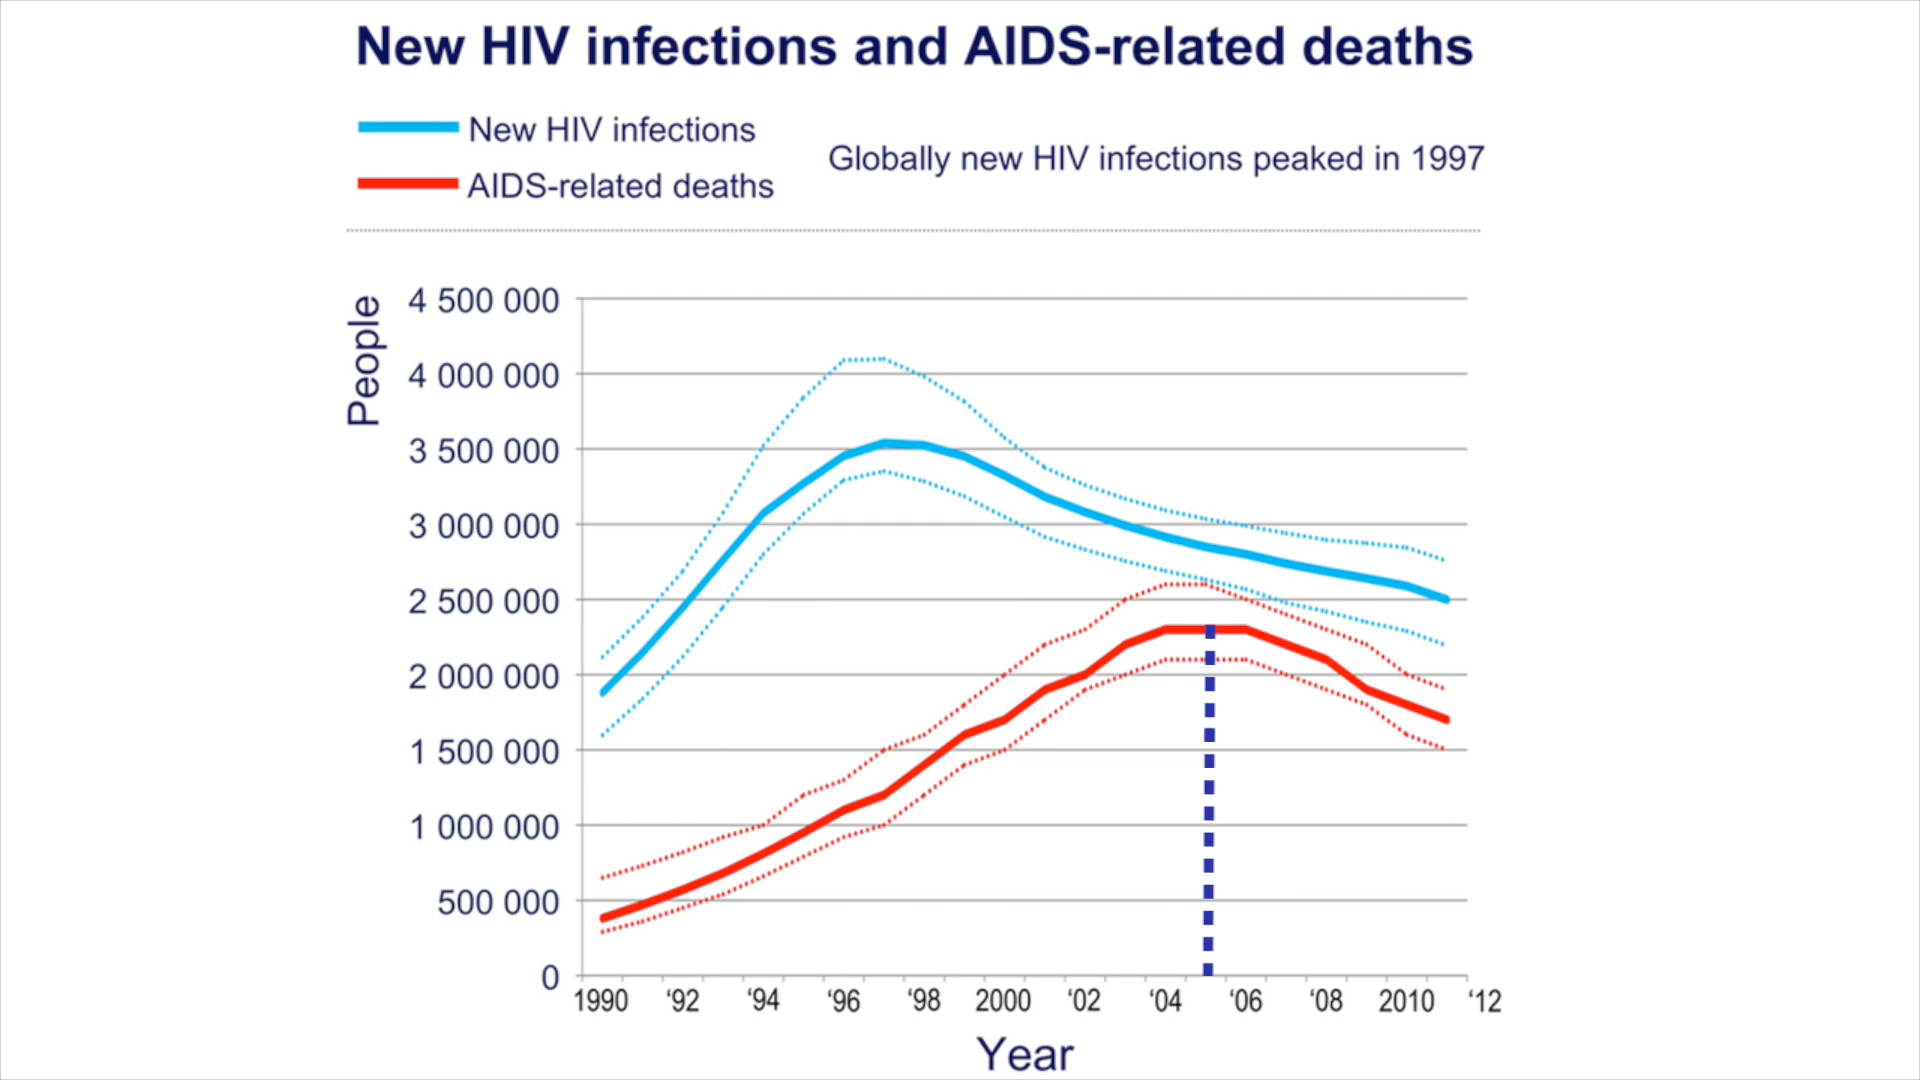 New HIV infections and AIDS-related deaths
New HIV infections
Globally new HIV infections peaked in 1997
AIDS-related deaths
People
4 500 000
4 000 000
3 500 000
3 000 000
2 500 000
2 000 000
1 500 000
1 000 000
500 000
0
1990 ‘92 ‘94 ‘96 ‘98 2000 ‘02 ‘04 ‘06 ‘08 2010 ‘12
Year